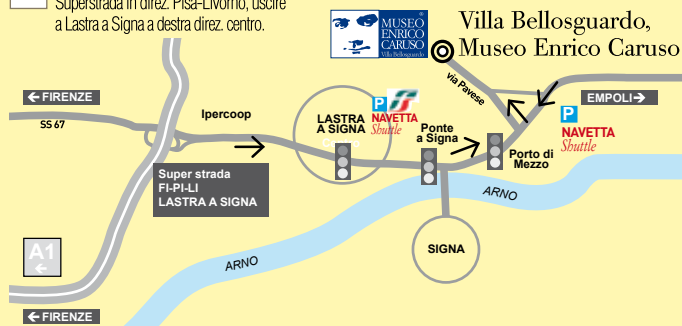 Superstrada in direz. Pisa-Livorno, uscire
a Lastra a Signa a destra direz. centro.
MUSEO
ENRICO
CARUSO
Villa Bellosguardo
Villa Bellosguardo,
Museo Enrico Caruso
via Pavese
← FIRENZE
SS 67
Ipercoop
P
NAVETTA
Shuttle
LASTRA
A SIGNA
Ponte
a Signa
EMPOLI→
P
NAVETTA
Shuttle
Porto di
Mezzo
Super strada
FI-PI-LI
LASTRA A SIGNA
ARNO
SIGNA
A1
←
ARNO
← FIRENZE